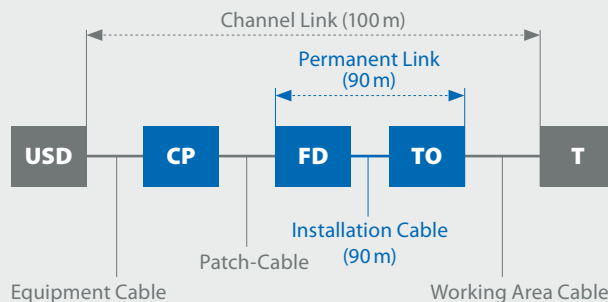 Channel Link (100 m)
Permanent Link
(90 m)
USD
CP
FD
TO
T
Installation Cable
(90 m)
Patch-Cable
Equipment Cable
Working Area Cable